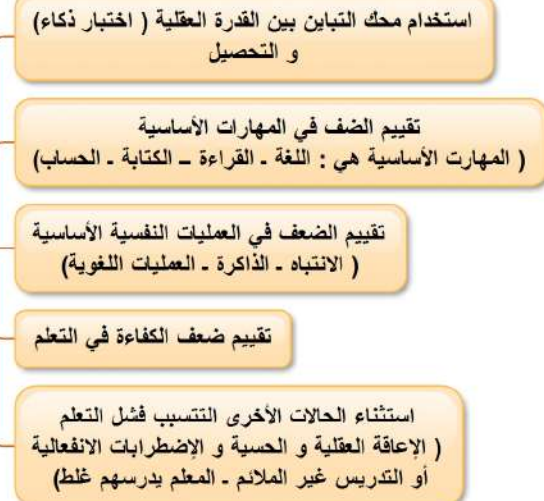 استخدام محك التباين بين القدرة العقلية ( اختبار ذكاء)
و التحصيل
تقييم الضف في المهارات الأساسية
( المهارت الأساسية هي : اللغة ـ القراءة – الكتابة ـ الحساب)
تقييم الضعف في العمليات النفسية الأساسية
( الانتباه ـ الذاكرة ـ العمليات اللغوية)
تقييم ضعف الكفاءة في التعلم
استثناء الحالات الأخرى التتسبب فشل التعلم
( الإعاقة العقلية و الحسية و الإضطرابات الانفعالية
أو التدريس غير الملائم ـ المعلم يدرسهم غلط)